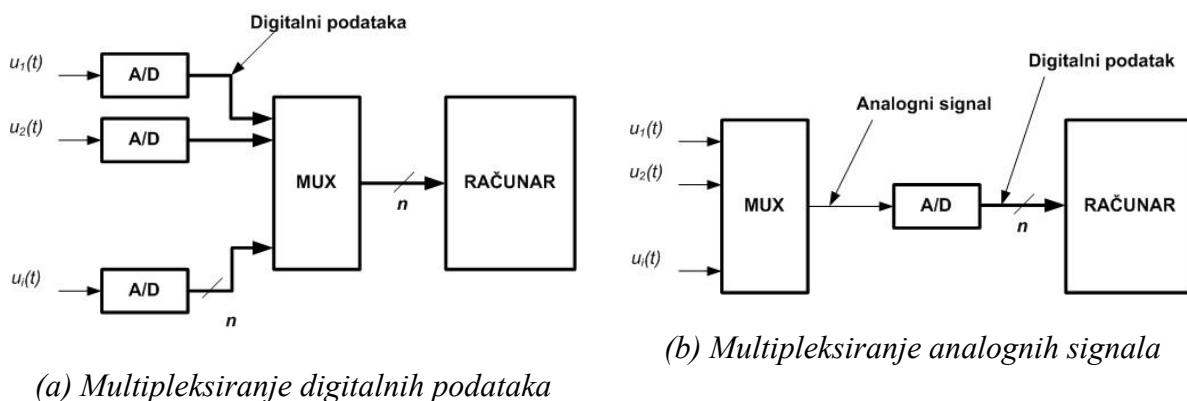 Digitalni podataka
u₁(t)
A/D
u₂(t)
A/D
MUX
n
RAČUNAR
uᵢ(t)
A/D
n
(a) Multipleksiranje digitalnih podataka
Digitalni podatak
Analogni signal
u₁(t)
u₂(t)
MUX
A/D
n
RAČUNAR
uᵢ(t)
(b) Multipleksiranje analognih signala